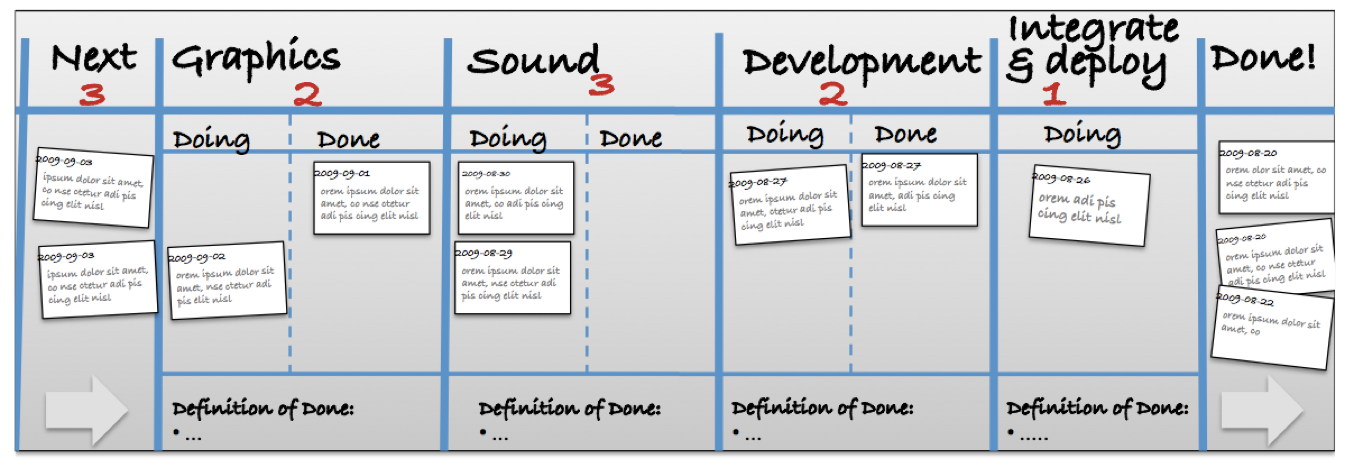 Next
3
Graphics
2
Sound
3
Development
2
Integrate
& deploy
1
Done!
Doing
Done
Doing
Done
Doing
Done
Doing
2009-09-03
ipsum dolor sit amet,
co nse ctetur adi pis
cing elit nisl
2009-09-03
ipsum dolor sit amet,
co nse ctetur adi pis
cing elit nisl
2009-09-02
orem ipsum dolor sit
amet, nse ctetur adi
pis elit nisl
2009-09-01
orem ipsum dolor sit
amet, co nse ctetur
adi pis cing elit nisl
2009-08-30
orem ipsum dolor sit
amet, co adi pis cing
elit nisl
2009-08-29
orem ipsum dolor sit
amet, nse ctetur adi
pis cing elit nisl
2009-08-27
orem ipsum dolor sit
amet, ctetur adi pis
cing elit nisl
2009-08-27
orem ipsum dolor sit
amet, adi pis cing
elit nisl
2009-08-26
orem adi pis
cing elit nisl
2009-08-20
orem olor sit amet, co
nse ctetur adi pis
cing elit nisl
2009-08-20
orem ipsum dolor sit
amet, co nse ctetur
adi pis cing elit nisl
2009-08-22
orem ipsum dolor sit
amet, co
Definition of Done:
• ...
Definition of Done:
• ...
Definition of Done:
• ...
Definition of Done:
• .....